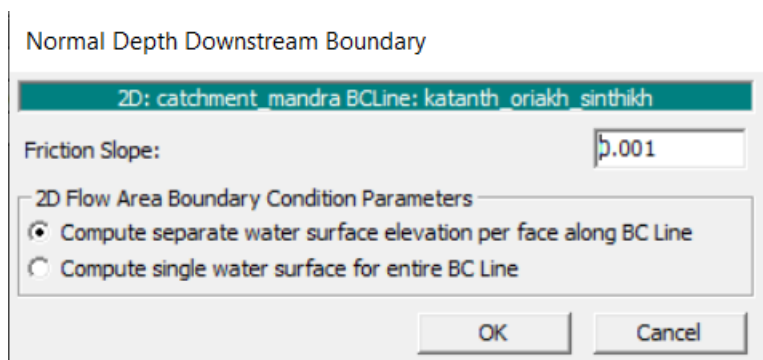 Normal Depth Downstream Boundary
2D: catchment_mandra BCLine: katanth_oriakh_sinthikh
Friction Slope:
0.001
2D Flow Area Boundary Condition Parameters
Compute separate water surface elevation per face along BC Line
Compute single water surface for entire BC Line
OK
Cancel